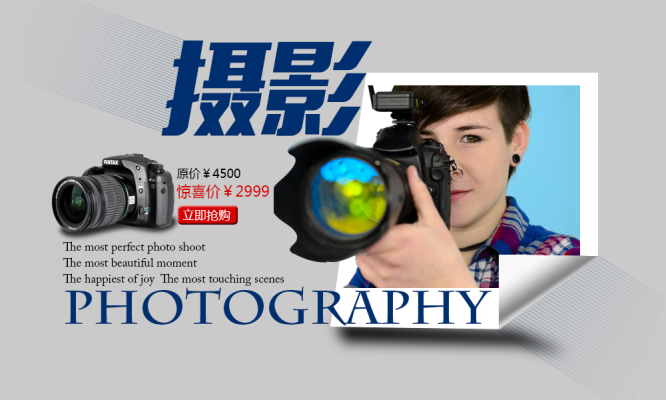 摄影
PENTAX
原价￥4500
惊喜价￥2999
立即抢购
The most perfect photo shoot
The most beautiful moment
The happiest of joy The most touching scenes
PHOTOGRAPHY